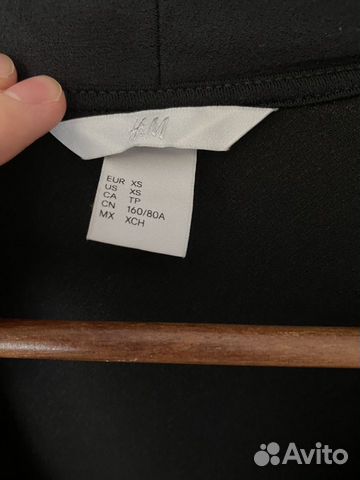 H&M
EUR XS
US XS
CA TP
CN 160/80A
MX XCH
Avito